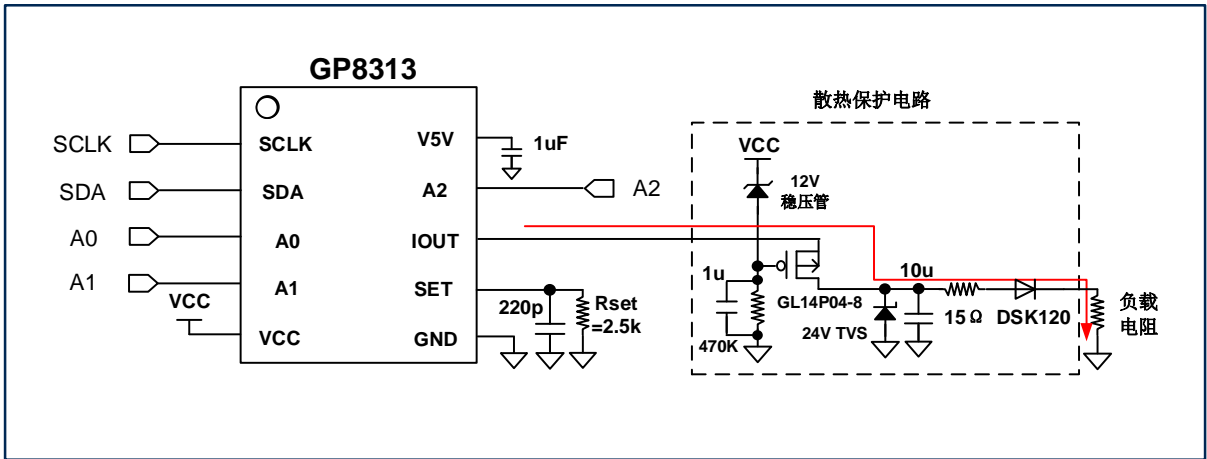 GP8313
SCLK
SDA
A0
A1
VCC
SCLK
SDA
A0
A1
VCC
V5V
A2
IOUT
SET
GND
1uF
A2
220p
Rset
=2.5k
散热保护电路
VCC
12V
稳压管
1u
470K
GL14P04-8
24V TVS
10u
15Ω
DSK120
负载
电阻